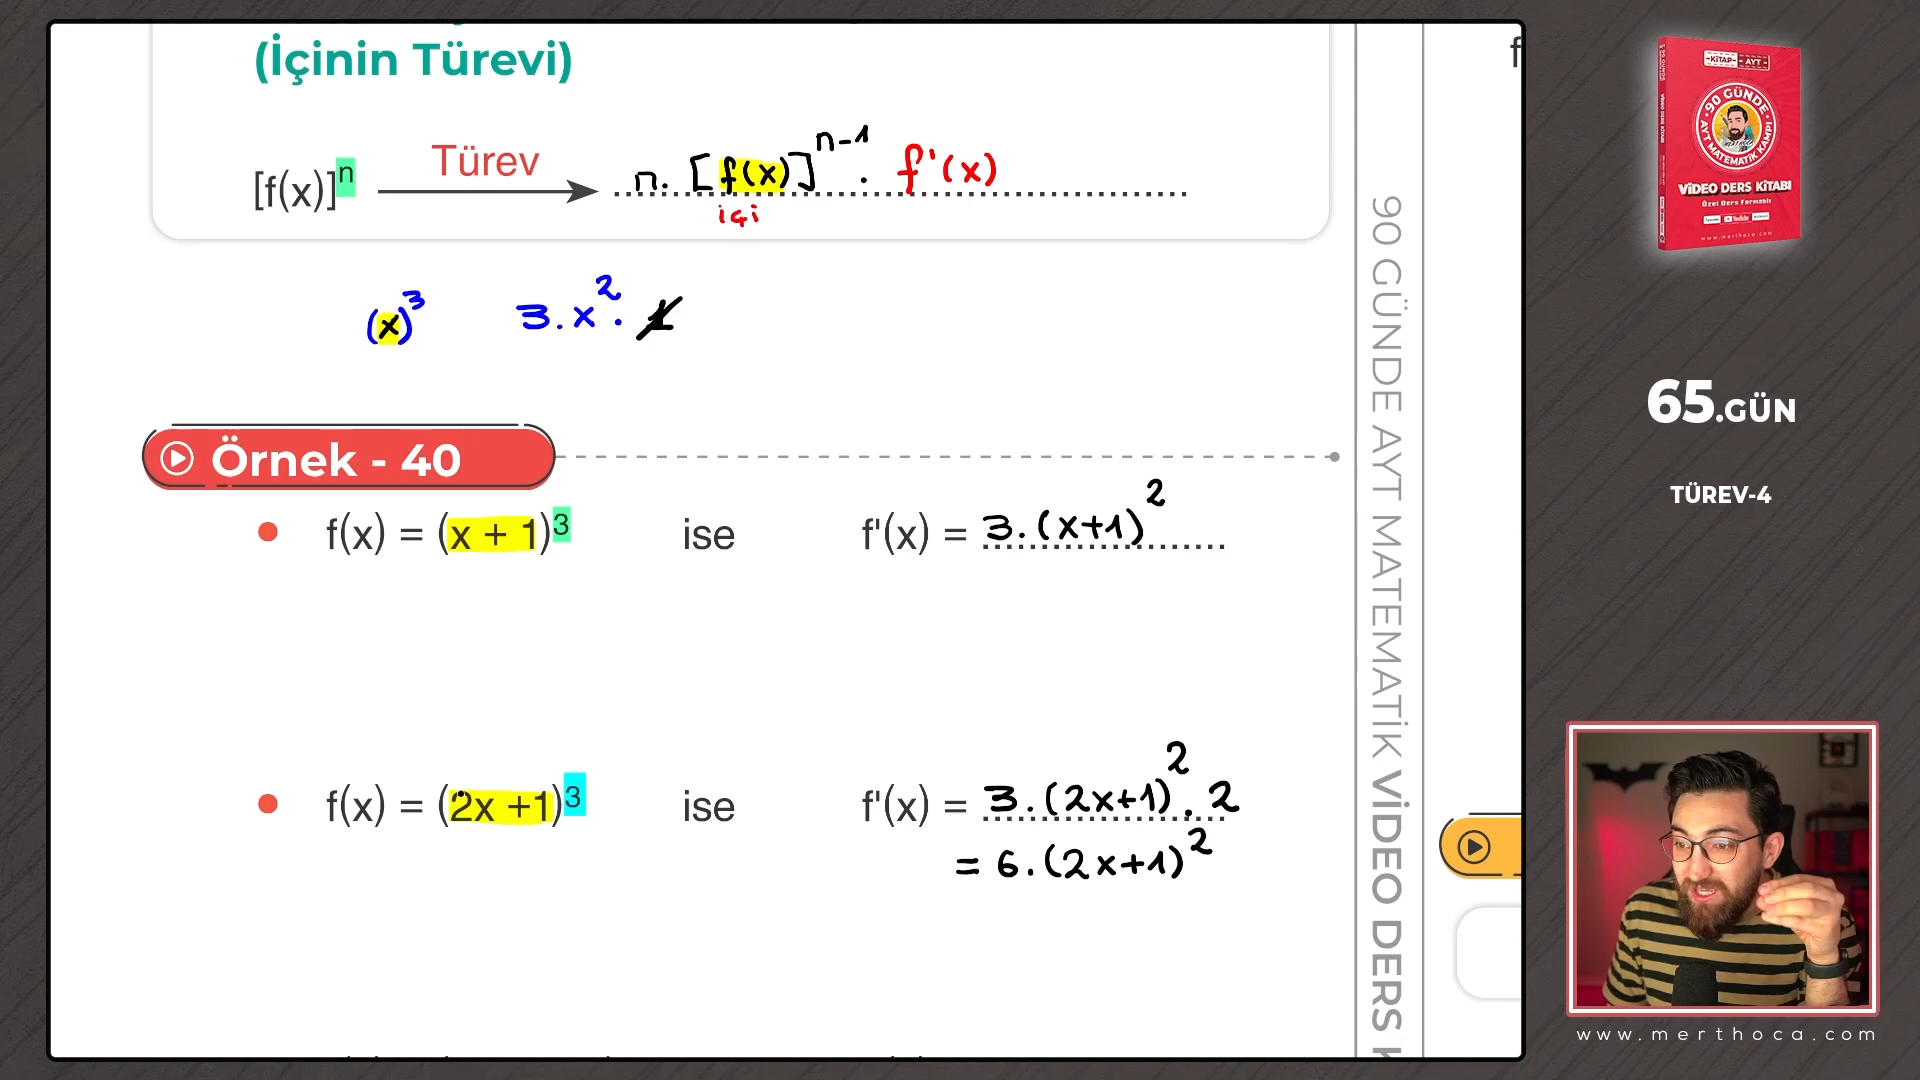 (İçinin Türevi)
[f(x)]ⁿ Türev n. [f(x)]ⁿ⁻¹ . f'(x)
içi
(x)³ 3.x². 1
Örnek - 40
f(x) = (x + 1)³ ise f'(x) = 3.(x+1)²
f(x) = (2x +1)³ ise f'(x) = 3.(2x+1)².2
= 6.(2x+1)²
90 GÜNDE AYT MATEMATİK VİDEO DERS
f
-KİTAP- - AYT -
90 GÜNDE
AYT MATEMATİK KAMPI
VİDEO DERS KİTABI
Özel Ders Formatlı
www.merthoca.com
65.GÜN
TÜREV-4
www.merthoca.com